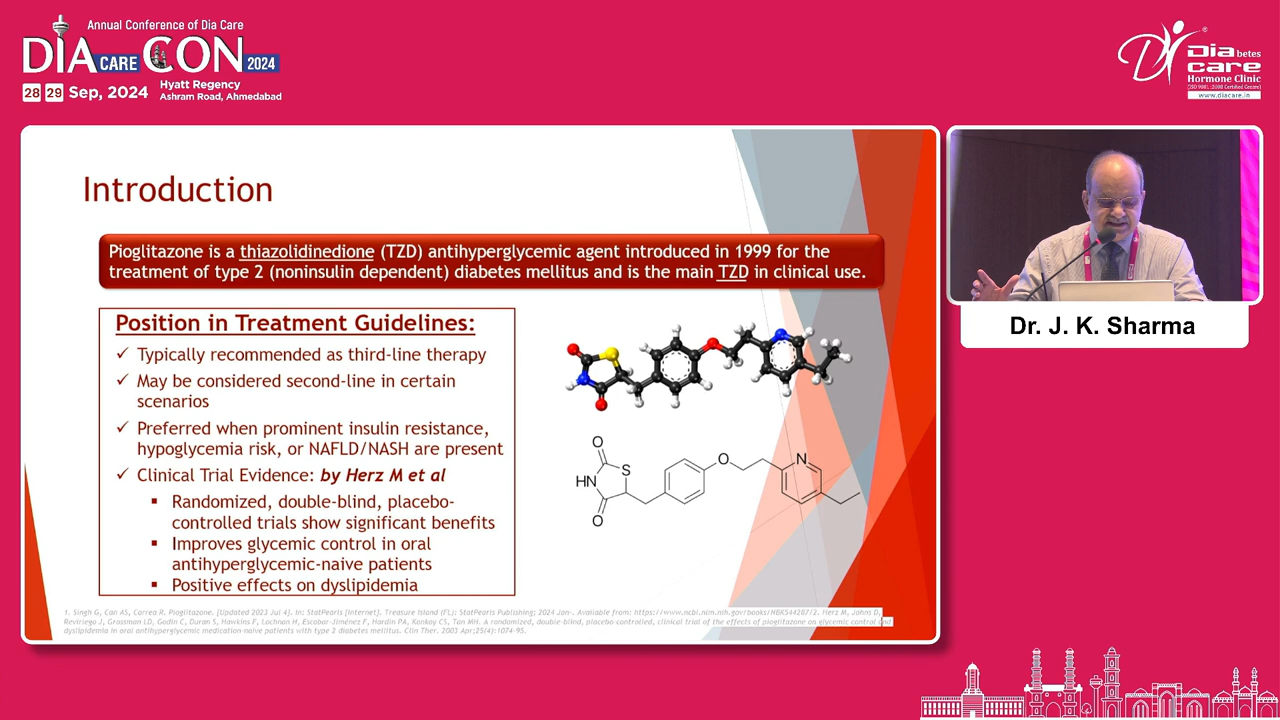 Annual Conference of Dia Care
DIA CARE CON 2024
28 29 Sep, 2024
Hyatt Regency
Ashram Road, Ahmedabad
Diabetes
care
Hormone Clinic
www.diacare.in
Introduction
Pioglitazone is a thiazolidinedione (TZD) antihyperglycemic agent introduced in 1999 for the
treatment of type 2 (noninsulin dependent) diabetes mellitus and is the main TZD in clinical use.
Position in Treatment Guidelines:
✓ Typically recommended as third-line therapy
✓ May be considered second-line in certain
scenarios
✓ Preferred when prominent insulin resistance,
hypoglycemia risk, or NAFLD/NASH are present
✓ Clinical Trial Evidence: by Herz M et al
▪ Randomized, double-blind, placebo-
controlled trials show significant benefits
▪ Improves glycemic control in oral
antihyperglycemic-naive patients
▪ Positive effects on dyslipidemia
O
S
HN
O
O
N
1. Singh G, Can AS, Correa R. Pioglitazone. [Updated 2023 Jul 4]. In: StatPearls [Internet]. Treasure Island (FL): StatPearls Publishing; 2024 Jan-. Available from: https://www.ncbi.nlm.nih.gov/books/NBK544287/2. Herz M, Johns D,
Reviriego J, Grossman LD, Godin C, Duran S, Hawkins F, Lochnan H, Escobar-Jiménez F, Hardin PA, Konkoy CS, Tan MH. A randomized, double-blind, placebo-controlled, clinical trial of the effects of pioglitazone on glycemic control and
dyslipidemia in oral antihyperglycemic medication-naive patients with type 2 diabetes mellitus. Clin Ther. 2003 Apr;25(4):1074-95.
Dr. J. K. Sharma